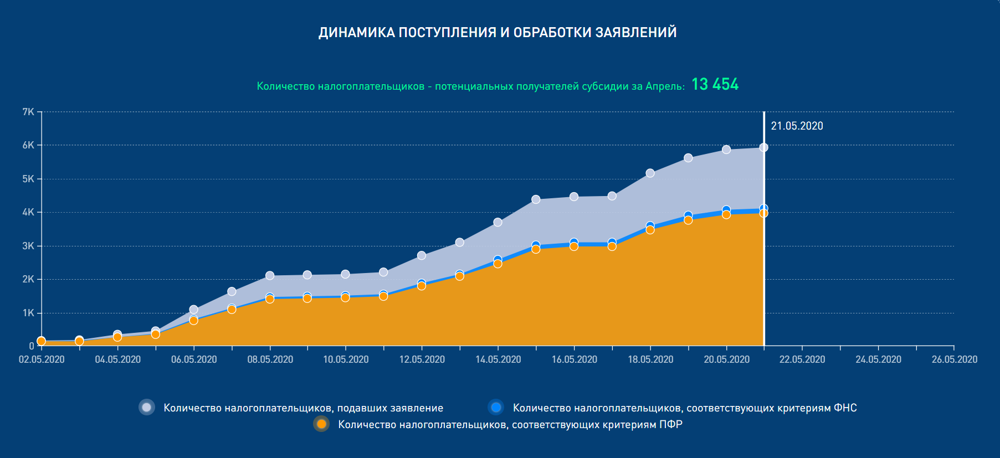 ДИНАМИКА ПОСТУПЛЕНИЯ И ОБРАБОТКИ ЗАЯВЛЕНИЙ
Количество налогоплательщиков - потенциальных получателей субсидии за Апрель: 13 454
7K
21.05.2020
6K
5K
4K
3K
2K
1K
0
02.05.2020 04.05.2020 06.05.2020 08.05.2020 10.05.2020 12.05.2020 14.05.2020 16.05.2020 18.05.2020 20.05.2020 22.05.2020 24.05.2020 26.05.2020
Количество налогоплательщиков, подавших заявление Количество налогоплательщиков, соответствующих критериям ФНС
Количество налогоплательщиков, соответствующих критериям ПФР